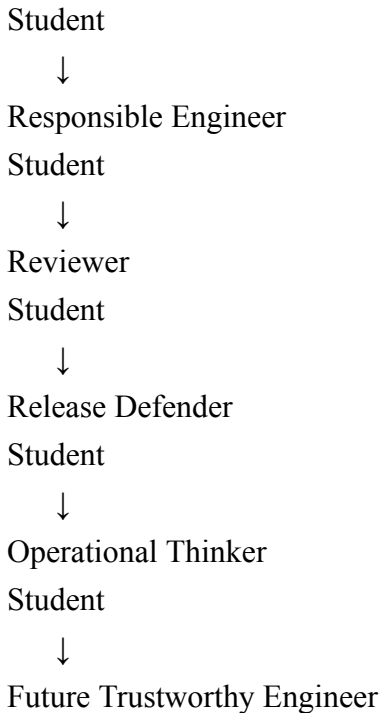 Student
↓
Responsible Engineer
Student
↓
Reviewer
Student
↓
Release Defender
Student
↓
Operational Thinker
Student
↓
Future Trustworthy Engineer